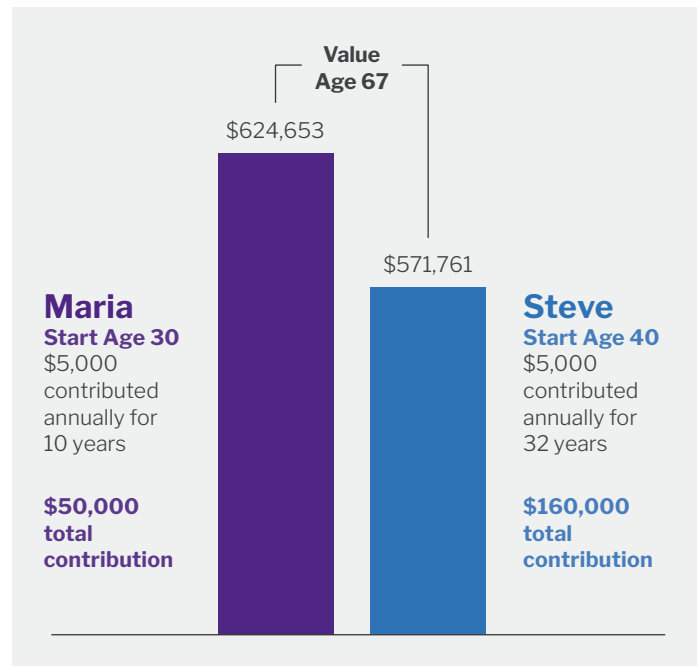 Value
Age 67
$624,653
$571,761
Maria
Start Age 30
$5,000
contributed
annually for
10 years
$50,000
total
contribution
Steve
Start Age 40
$5,000
contributed
annually for
32 years
$160,000
total
contribution